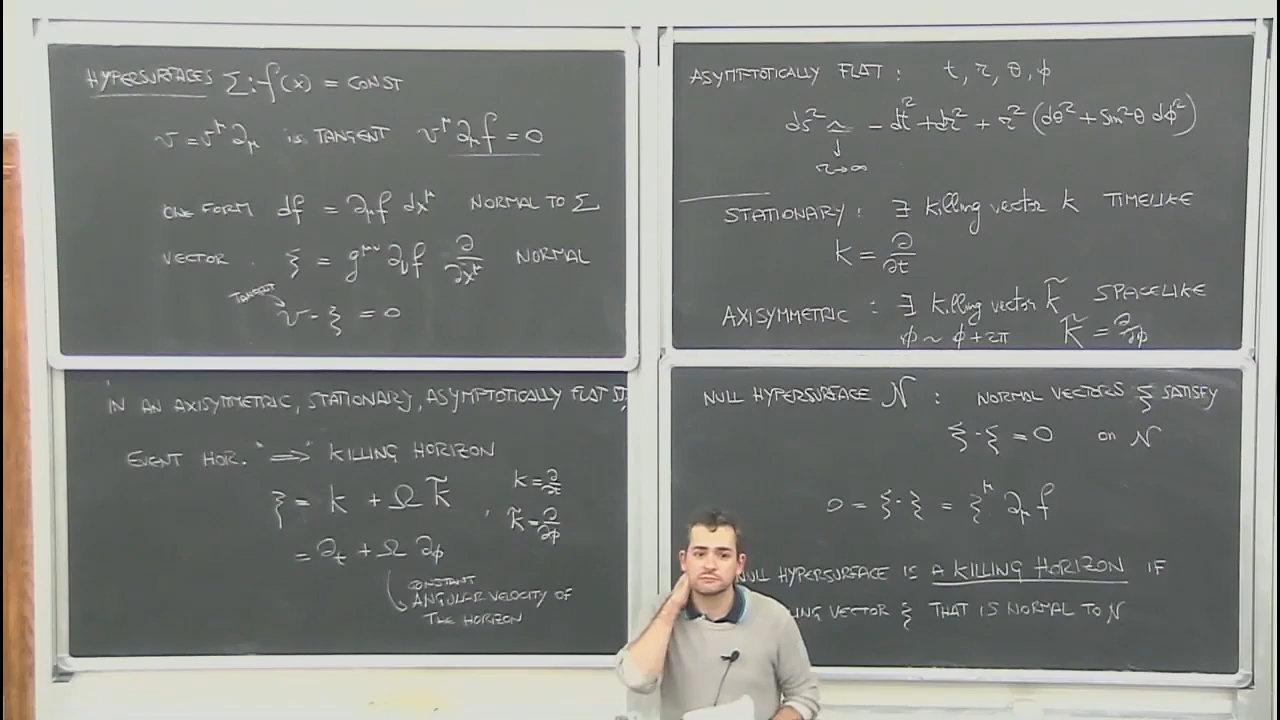 HYPERSURFACES Σ: f(x) = CONST
v = v^μ ∂_μ is TANGENT v^μ ∂_μ f = 0
ONE FORM df = ∂_μ f dx^μ NORMAL TO Σ
VECTOR ξ = g^{μν} ∂_ν f ∂/∂x^μ NORMAL
TANGENT
v · ξ = 0
IN AN AXISYMMETRIC, STATIONARY, ASYMPTOTICALLY FLAT ST,
EVENT HOR. "⟹" KILLING HORIZON
ξ = k + Ω k̃ , k = ∂/∂t
k̃ = ∂/∂φ
= ∂_t + Ω ∂_φ
CONSTANT
ANGULAR VELOCITY OF
THE HORIZON
ASYMPTOTICALLY FLAT : t, r, θ, φ
ds² ≃ - dt² + dr² + r² (dθ² + sin²θ dφ²)
↓
r→∞
STATIONARY : ∃ killing vector k TIMELIKE
k = ∂/∂t
AXISYMMETRIC : ∃ killing vector k̃ SPACELIKE
φ ~ φ + 2π k̃ = ∂/∂φ
NULL HYPERSURFACE N : NORMAL VECTORS ξ SATISFY
ξ · ξ = 0 on N
0 = ξ · ξ = ξ^μ ∂_μ f
NULL HYPERSURFACE IS A KILLING HORIZON IF
VECTOR ξ THAT IS NORMAL TO N